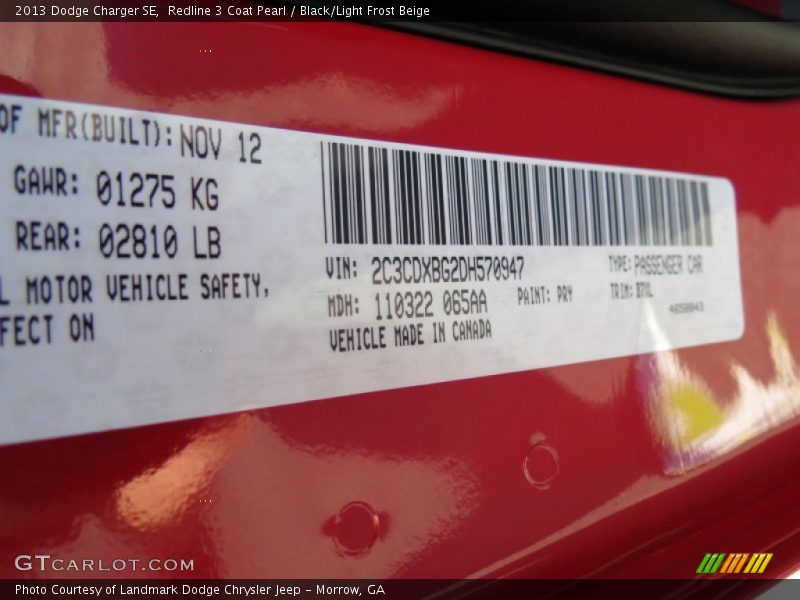 2013 Dodge Charger SE,  Redline 3 Coat Pearl / Black/Light Frost Beige
OF MFR(BUILT): NOV 12
GAWR: 01275 KG
REAR: 02810 LB
L MOTOR VEHICLE SAFETY,
FFECT ON
VIN: 2C3CDXBG2DH570947
TYPE: PASSENGER CAR
MDH: 110322 065AA
PAINT: PRY
TRIM:
VEHICLE MADE IN CANADA
GTCARLOT.COM
Photo Courtesy of Landmark Dodge Chrysler Jeep – Morrow, GA